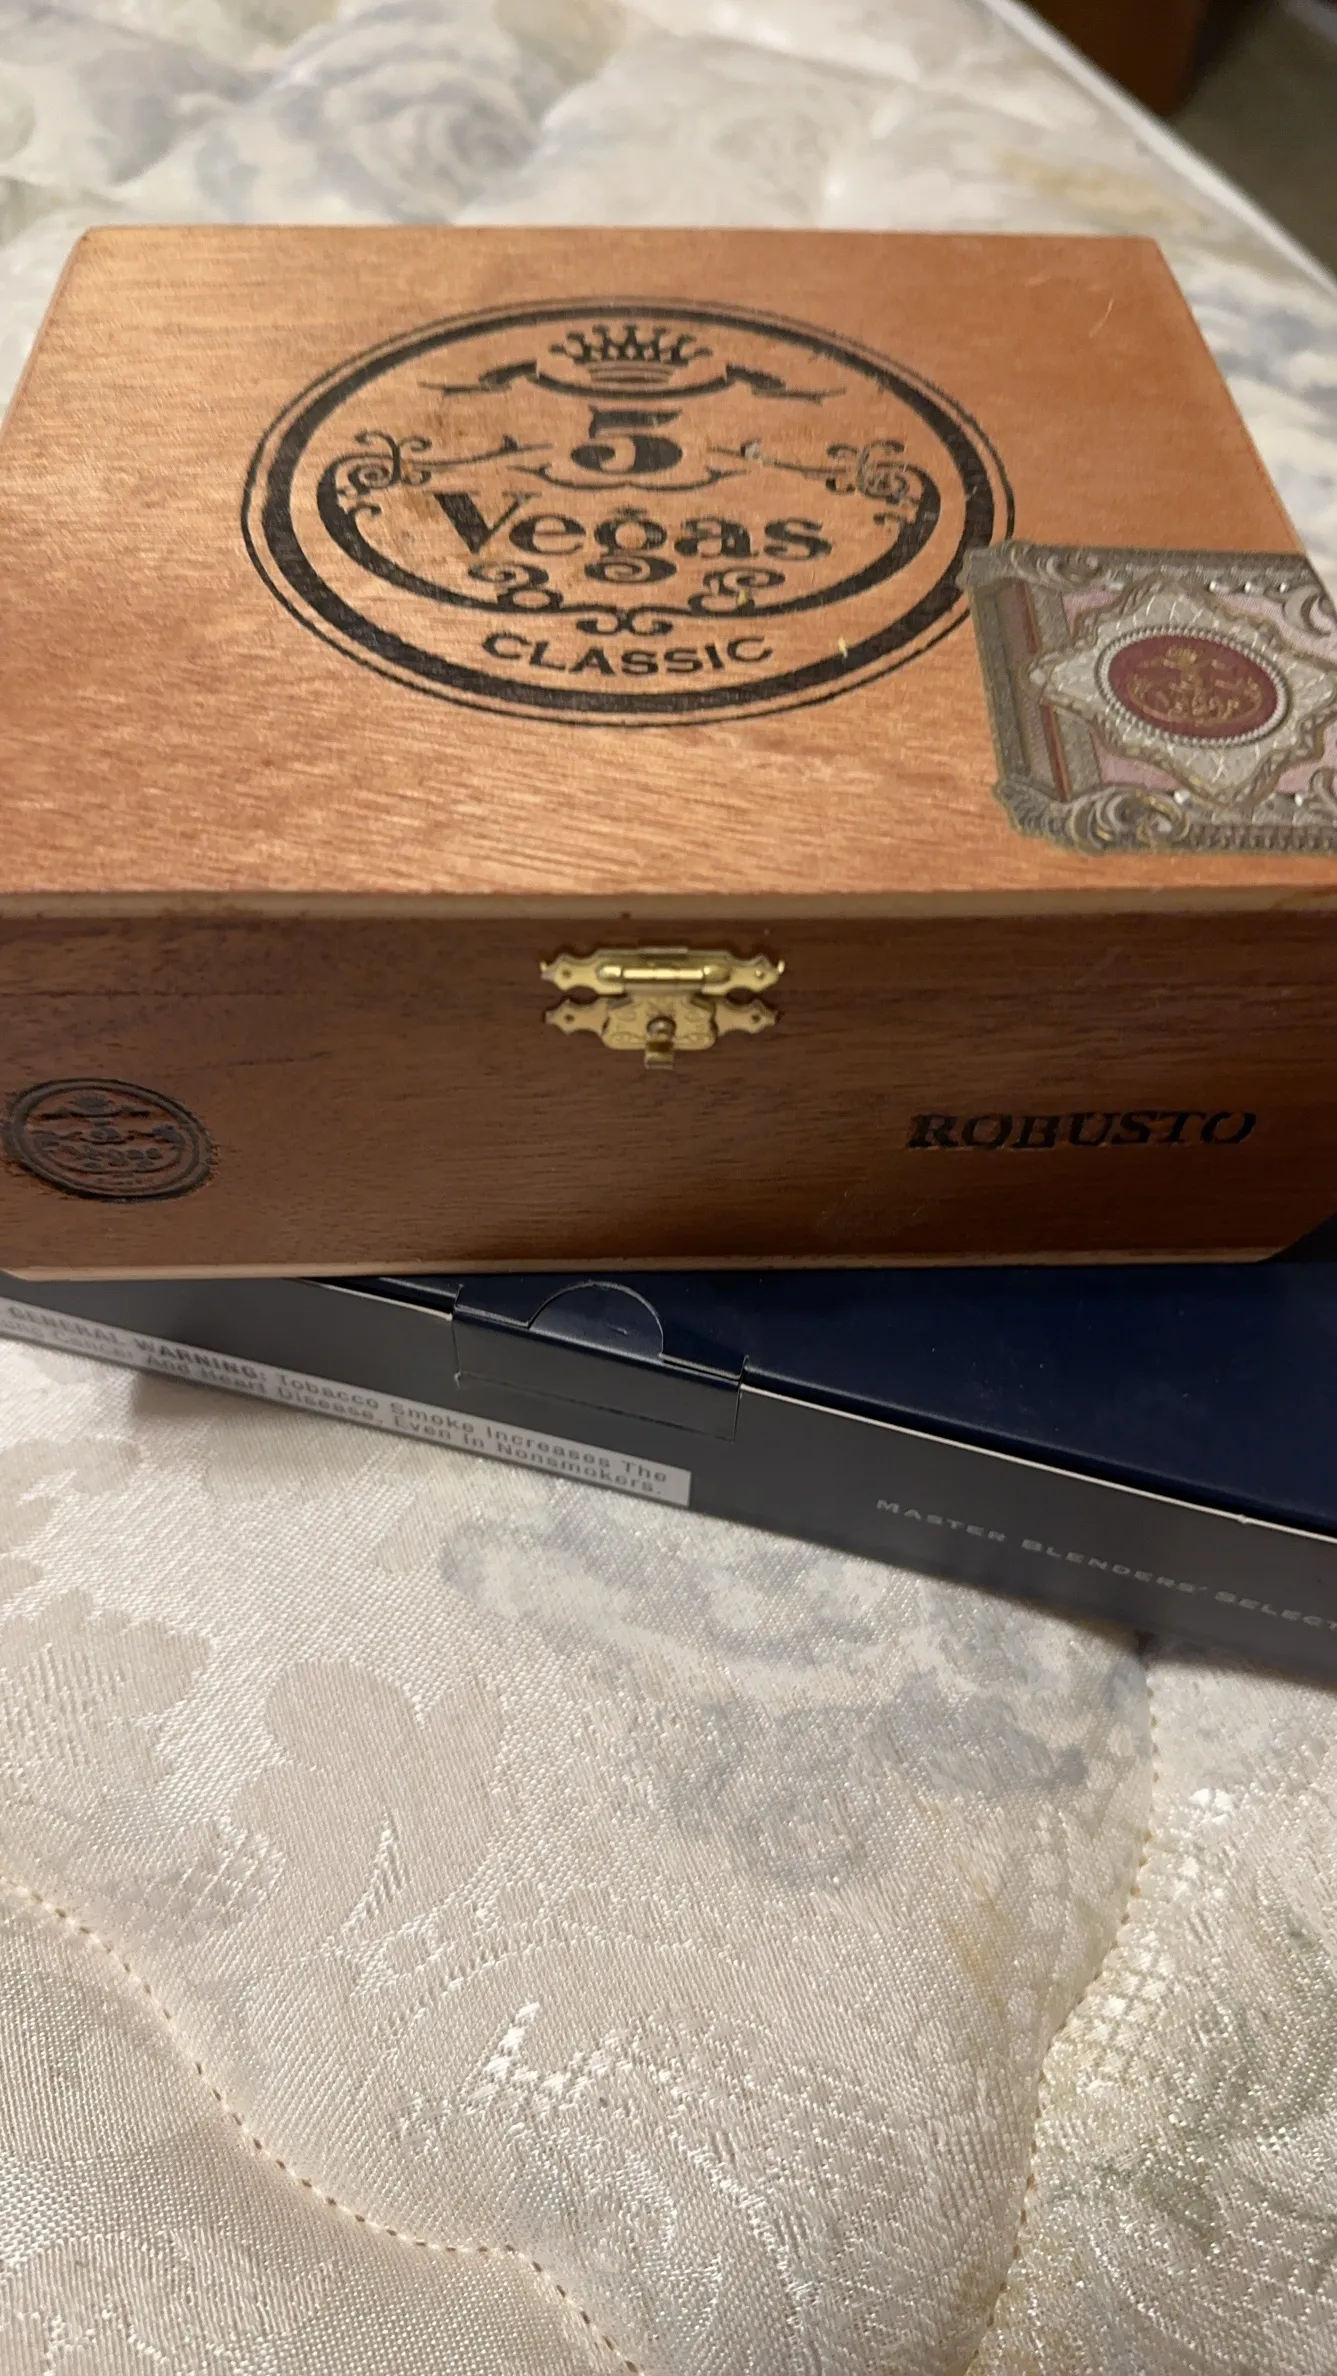 5
Vegas
CLASSIC
ROBUSTO
GENERAL WARNING: Tobacco Smoke Increases The
Cancer And Heart Disease, Even In Nonsmokers.
MASTER BLENDERS' SELECT